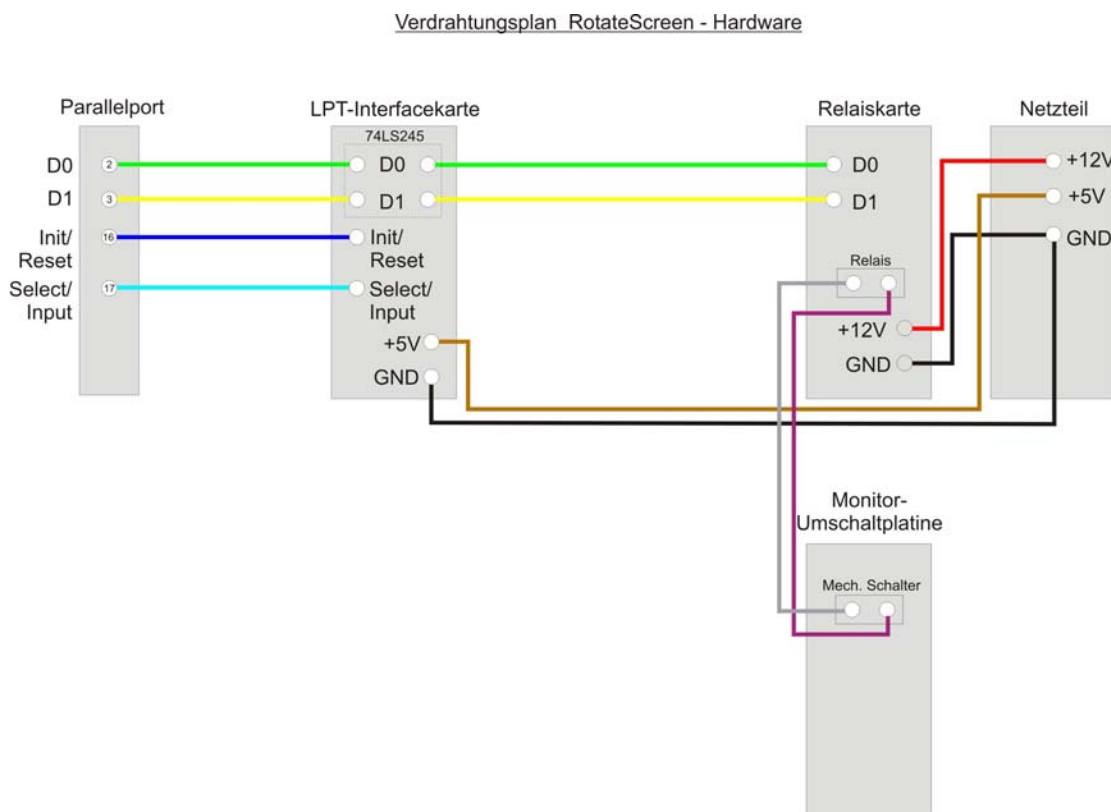 Verdrahtungsplan RotateScreen - Hardware
Parallelport
D0
2
D1
3
Init/
Reset
16
Select/
Input
17
LPT-Interfacekarte
74LS245
D0
D1
Init/
Reset
Select/
Input
+5V
GND
Relaiskarte
D0
D1
Relais
+12V
GND
Netzteil
+12V
+5V
GND
Monitor-
Umschaltplatine
Mech. Schalter